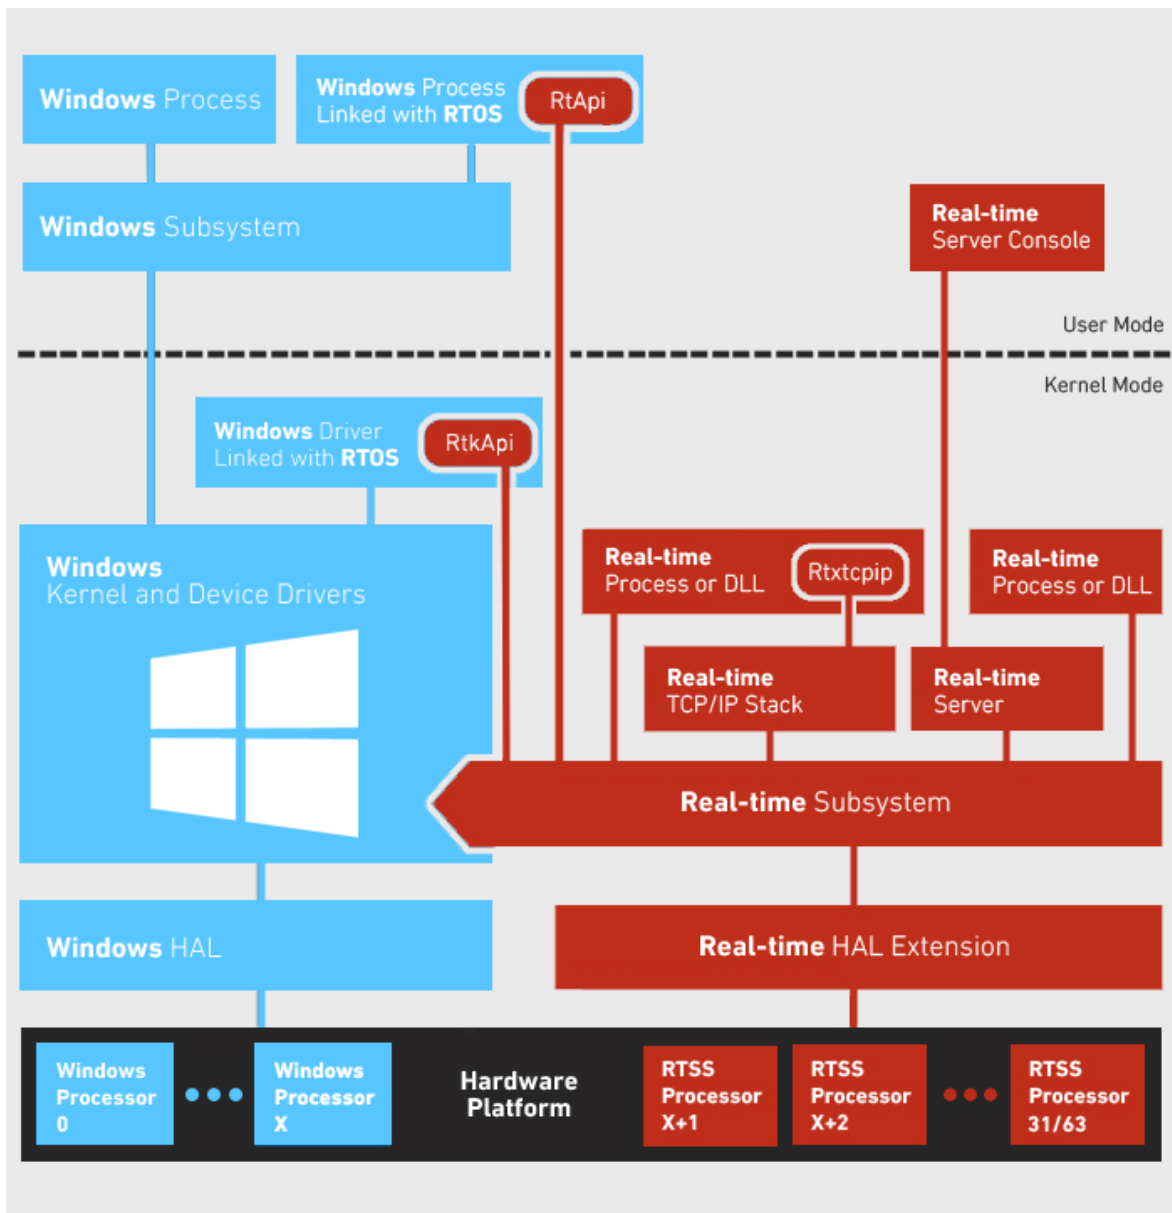 Windows Process
Windows Process
Linked with RTOS
RtApi
Windows Subsystem
Real-time
Server Console
User Mode
Kernel Mode
Windows Driver
Linked with RTOS
RtkApi
Windows
Kernel and Device Drivers
Real-time
Process or DLL
Rtxtcpip
Real-time
Process or DLL
Real-time
TCP/IP Stack
Real-time
Server
Real-time Subsystem
Windows HAL
Real-time HAL Extension
Windows
Processor
0
Windows
Processor
X
Hardware
Platform
RTSS
Processor
X+1
RTSS
Processor
X+2
RTSS
Processor
31/63